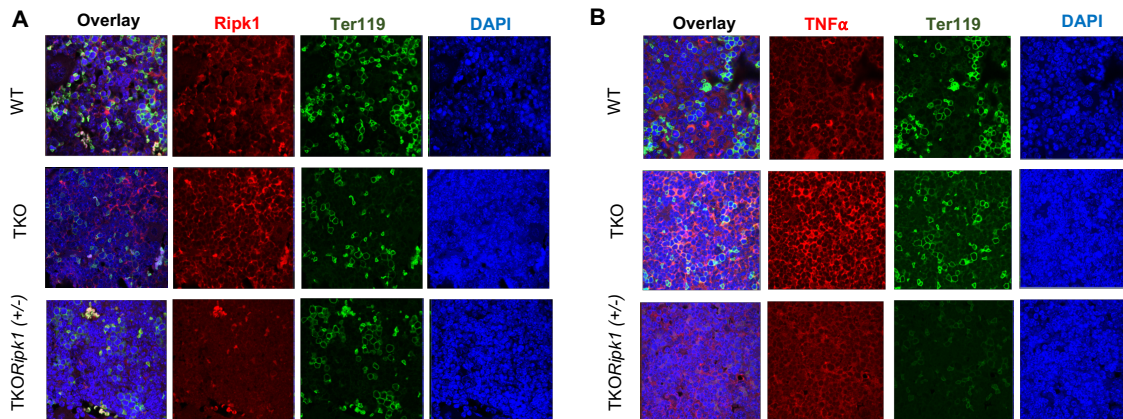 A
Overlay Ripk1 Ter119 DAPI
WT
TKO
TKORipk1 (+/-)
B
Overlay TNFα Ter119 DAPI
WT
TKO
TKORipk1 (+/-)